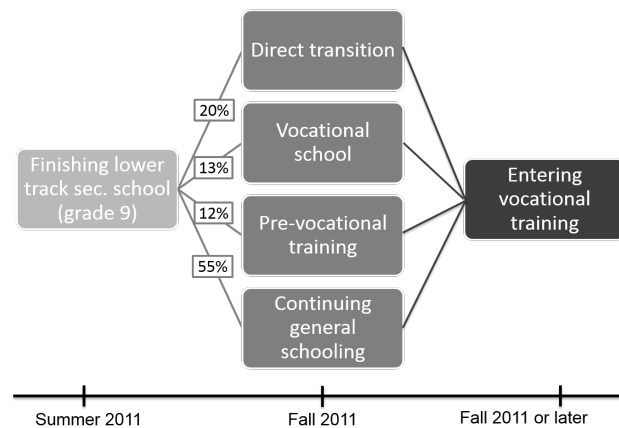 Direct transition
20%
Vocational
school
Finishing lower
track sec. school
(grade 9)
13%
Entering
vocational
training
12%
Pre-vocational
training
55%
Continuing
general
schooling
Summer 2011
Fall 2011
Fall 2011 or later